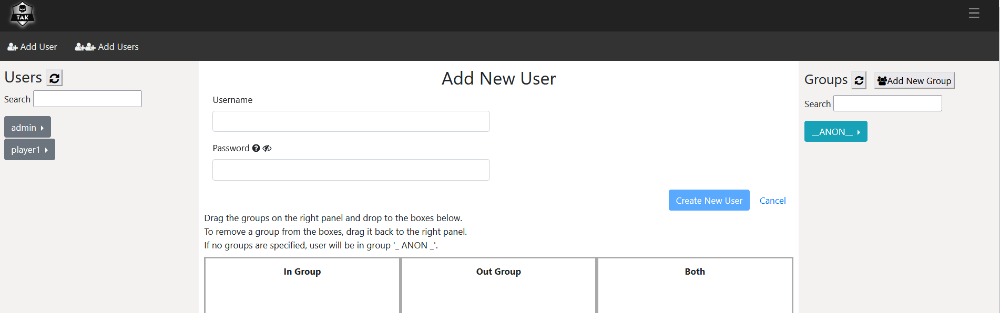 TAK
Add User
Add Users
Users
Search
admin
player1
Add New User
Username
Password
Create New User
Cancel
Drag the groups on the right panel and drop to the boxes below.
To remove a group from the boxes, drag it back to the right panel.
If no groups are specified, user will be in group '_ ANON _'.
In Group
Out Group
Both
Groups
Add New Group
Search
__ANON__